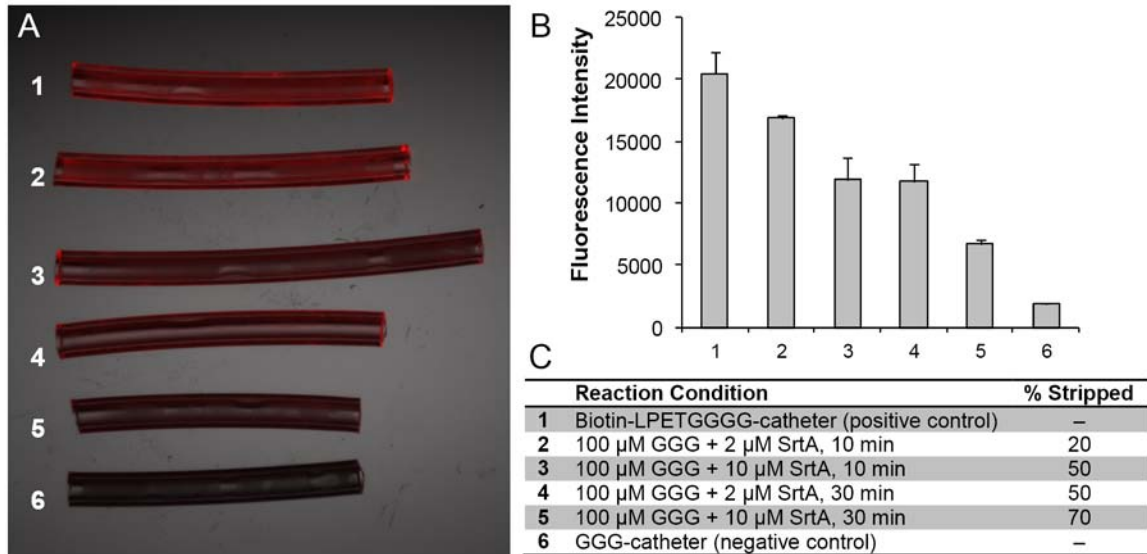 A
1
2
3
4
5
6
B
Fluorescence Intensity
25000
20000
15000
10000
5000
0
1 2 3 4 5 6
C
Reaction Condition % Stripped
1 Biotin-LPETGGGG-catheter (positive control) –
2 100 µM GGG + 2 µM SrtA, 10 min 20
3 100 µM GGG + 10 µM SrtA, 10 min 50
4 100 µM GGG + 2 µM SrtA, 30 min 50
5 100 µM GGG + 10 µM SrtA, 30 min 70
6 GGG-catheter (negative control) –